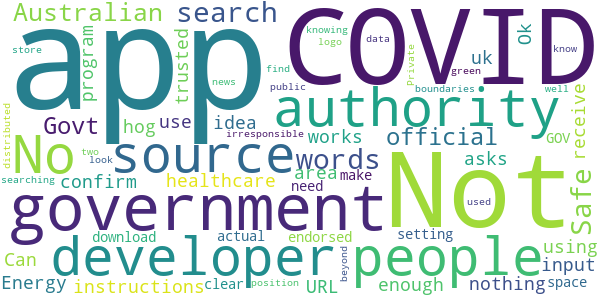 Australian search
app COVID
store program trusted knowing logo data uk Ok know
news find green Private
Govt hog use idea public authority boundaries well receive
distributed No two irresponsible works official GOV
look source words area asks Safe
searching confirm healthcare need make
government Not used
developer people
download actual endorsed setting using
Can clear beyond enough input
Energy instructions position URL nothing space